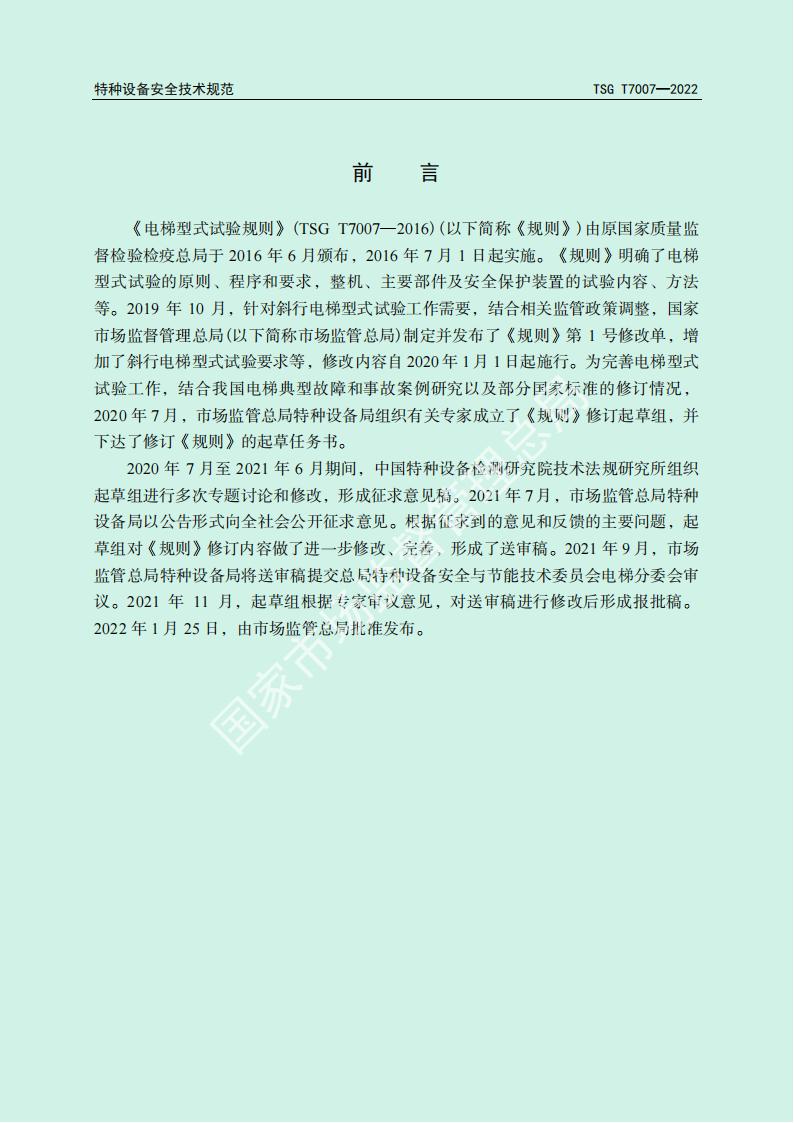 特种设备安全技术规范 TSG T7007—2022
前 言
《电梯型式试验规则》(TSG T7007—2016)(以下简称《规则》)由原国家质量监
督检验检疫总局于 2016 年 6 月颁布，2016 年 7 月 1 日起实施。《规则》明确了电梯
型式试验的原则、程序和要求，整机、主要部件及安全保护装置的试验内容、方法
等。2019 年 10 月，针对斜行电梯型式试验工作需要，结合相关监管政策调整，国家
市场监督管理总局(以下简称市场监管总局)制定并发布了《规则》第 1 号修改单，增
加了斜行电梯型式试验要求等，修改内容自 2020 年 1 月 1 日起施行。为完善电梯型式
试验工作，结合我国电梯典型故障和事故案例研究以及部分国家标准的修订情况，
2020 年 7 月，市场监管总局特种设备局组织有关专家成立了《规则》修订起草组，并
下达了修订《规则》的起草任务书。
2020 年 7 月至 2021 年 6 月期间，中国特种设备检测研究院技术法规研究所组织
起草组进行多次专题讨论和修改，形成征求意见稿。2021 年 7 月，市场监管总局特种
设备局以公告形式向全社会公开征求意见。根据征求到的意见和反馈的主要问题，起
草组对《规则》修订内容做了进一步修改、完善，形成了送审稿。2021 年 9 月，市场
监管总局特种设备局将送审稿提交总局特种设备安全与节能技术委员会电梯分委会审
议。2021 年 11 月，起草组根据专家审议意见，对送审稿进行修改后形成报批稿。
2022 年 1 月 25 日，由市场监管总局批准发布。
国家市场监督管理总局